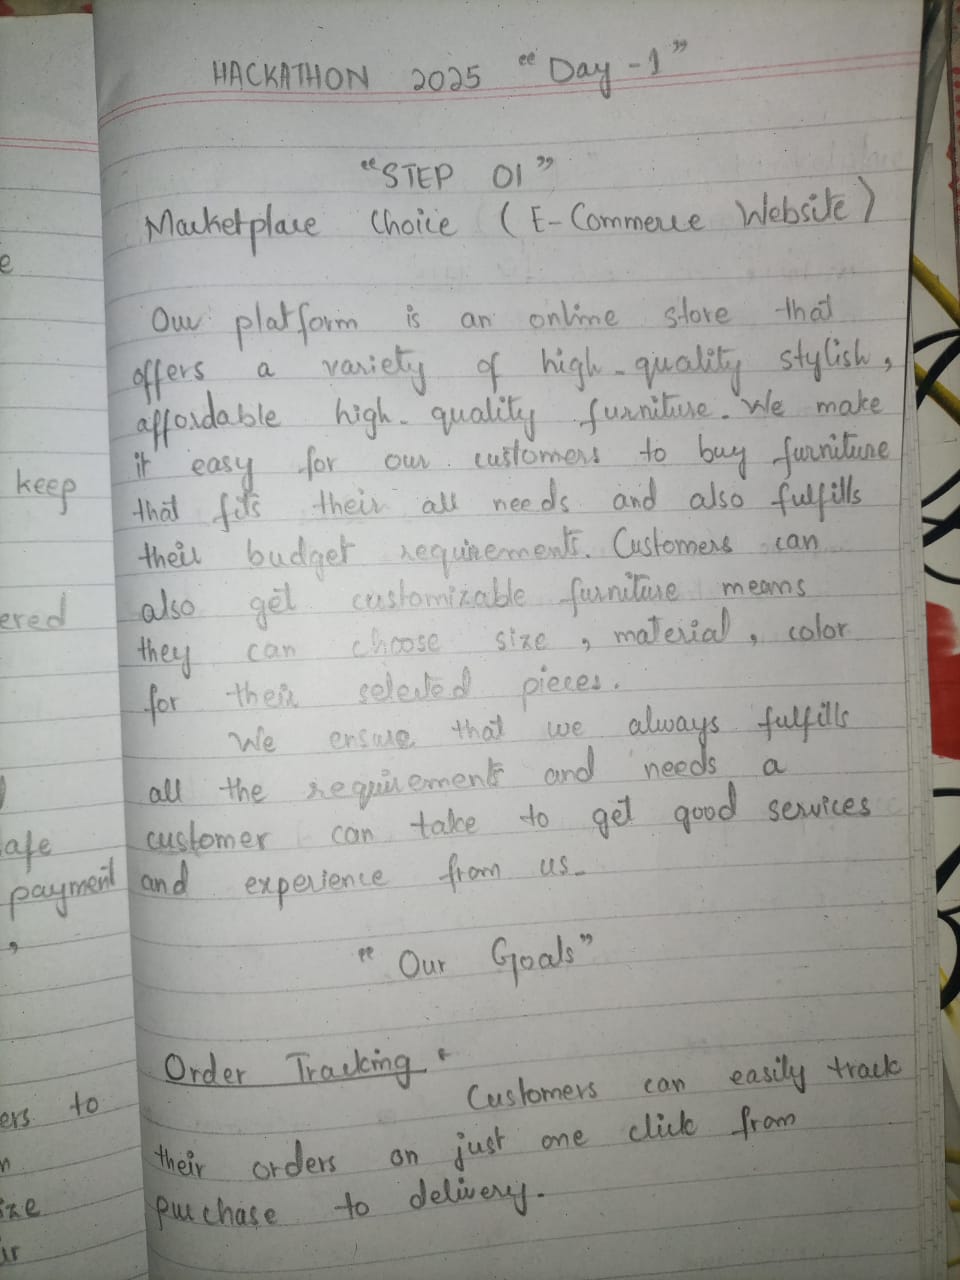 HACKATHON 2025 "Day-1"
"STEP 01"
Marketplace Choice (E-Commerce Website)
Our platform is an online store that
offers a variety of high-quality stylish,
affordable high-quality furniture. We make
it easy for our customers to buy furniture
that fits their all needs and also fulfills
their budget requirements. Customers can
also get customizable furniture means
they can choose size, material, color
for their selected pieces.
We ensure that we always fulfills
all the requirements and needs a
customer can take to get good services
and experience from us.
"Our Goals"
Order Tracking:
Customers can easily track
their orders on just one click from
purchase to delivery.
e
keep
ered
afe
payment
,
ers to
n
ize
ir